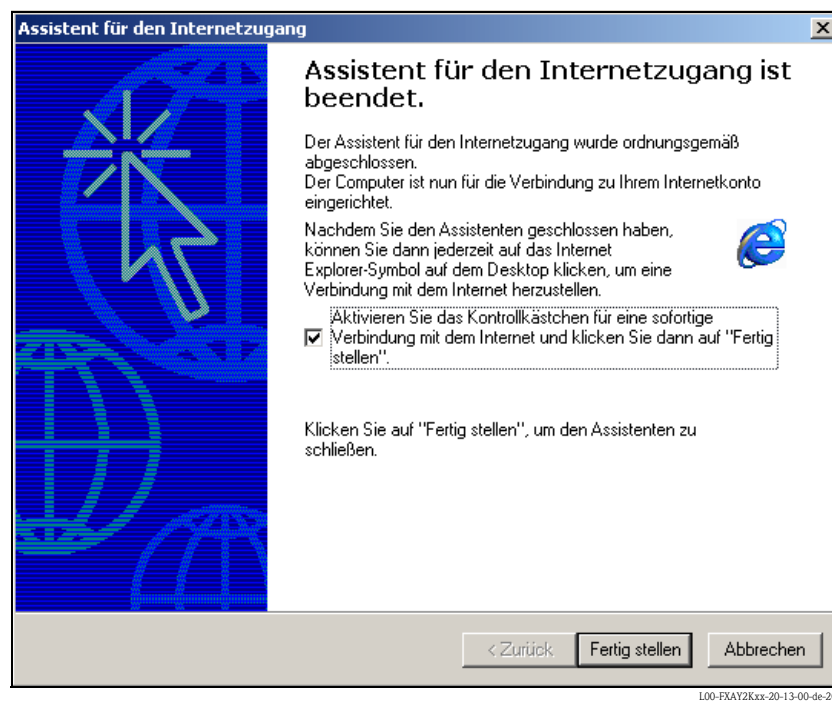 Assistent für den Internetzugang
Assistent für den Internetzugang ist
beendet.
Der Assistent für den Internetzugang wurde ordnungsgemäß
abgeschlossen.
Der Computer ist nun für die Verbindung zu Ihrem Internetkonto
eingerichtet.
Nachdem Sie den Assistenten geschlossen haben,
können Sie dann jederzeit auf das Internet
Explorer-Symbol auf dem Desktop klicken, um eine
Verbindung mit dem Internet herzustellen.
Aktivieren Sie das Kontrollkästchen für eine sofortige
Verbindung mit dem Internet und klicken Sie dann auf "Fertig
stellen".
Klicken Sie auf "Fertig stellen", um den Assistenten zu
schließen.
< Zurück Fertig stellen Abbrechen
L00-FXAY2Kxx-20-13-00-de-2